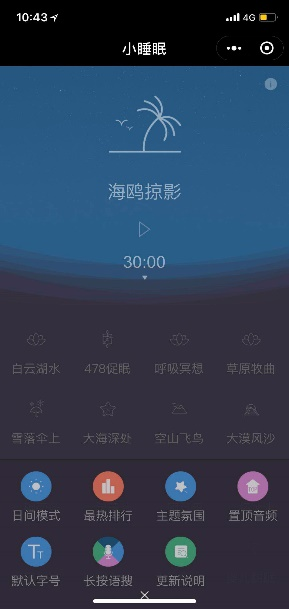 10:43
4G
小睡眠
海鸥掠影
30:00
白云湖水 478促眠 呼吸冥想 草原牧曲
雪落伞上 大海深处 空山飞鸟 大漠风沙
日间模式 最热排行 主题氛围 置顶音频
TT
默认字号 长按语搜 更新说明